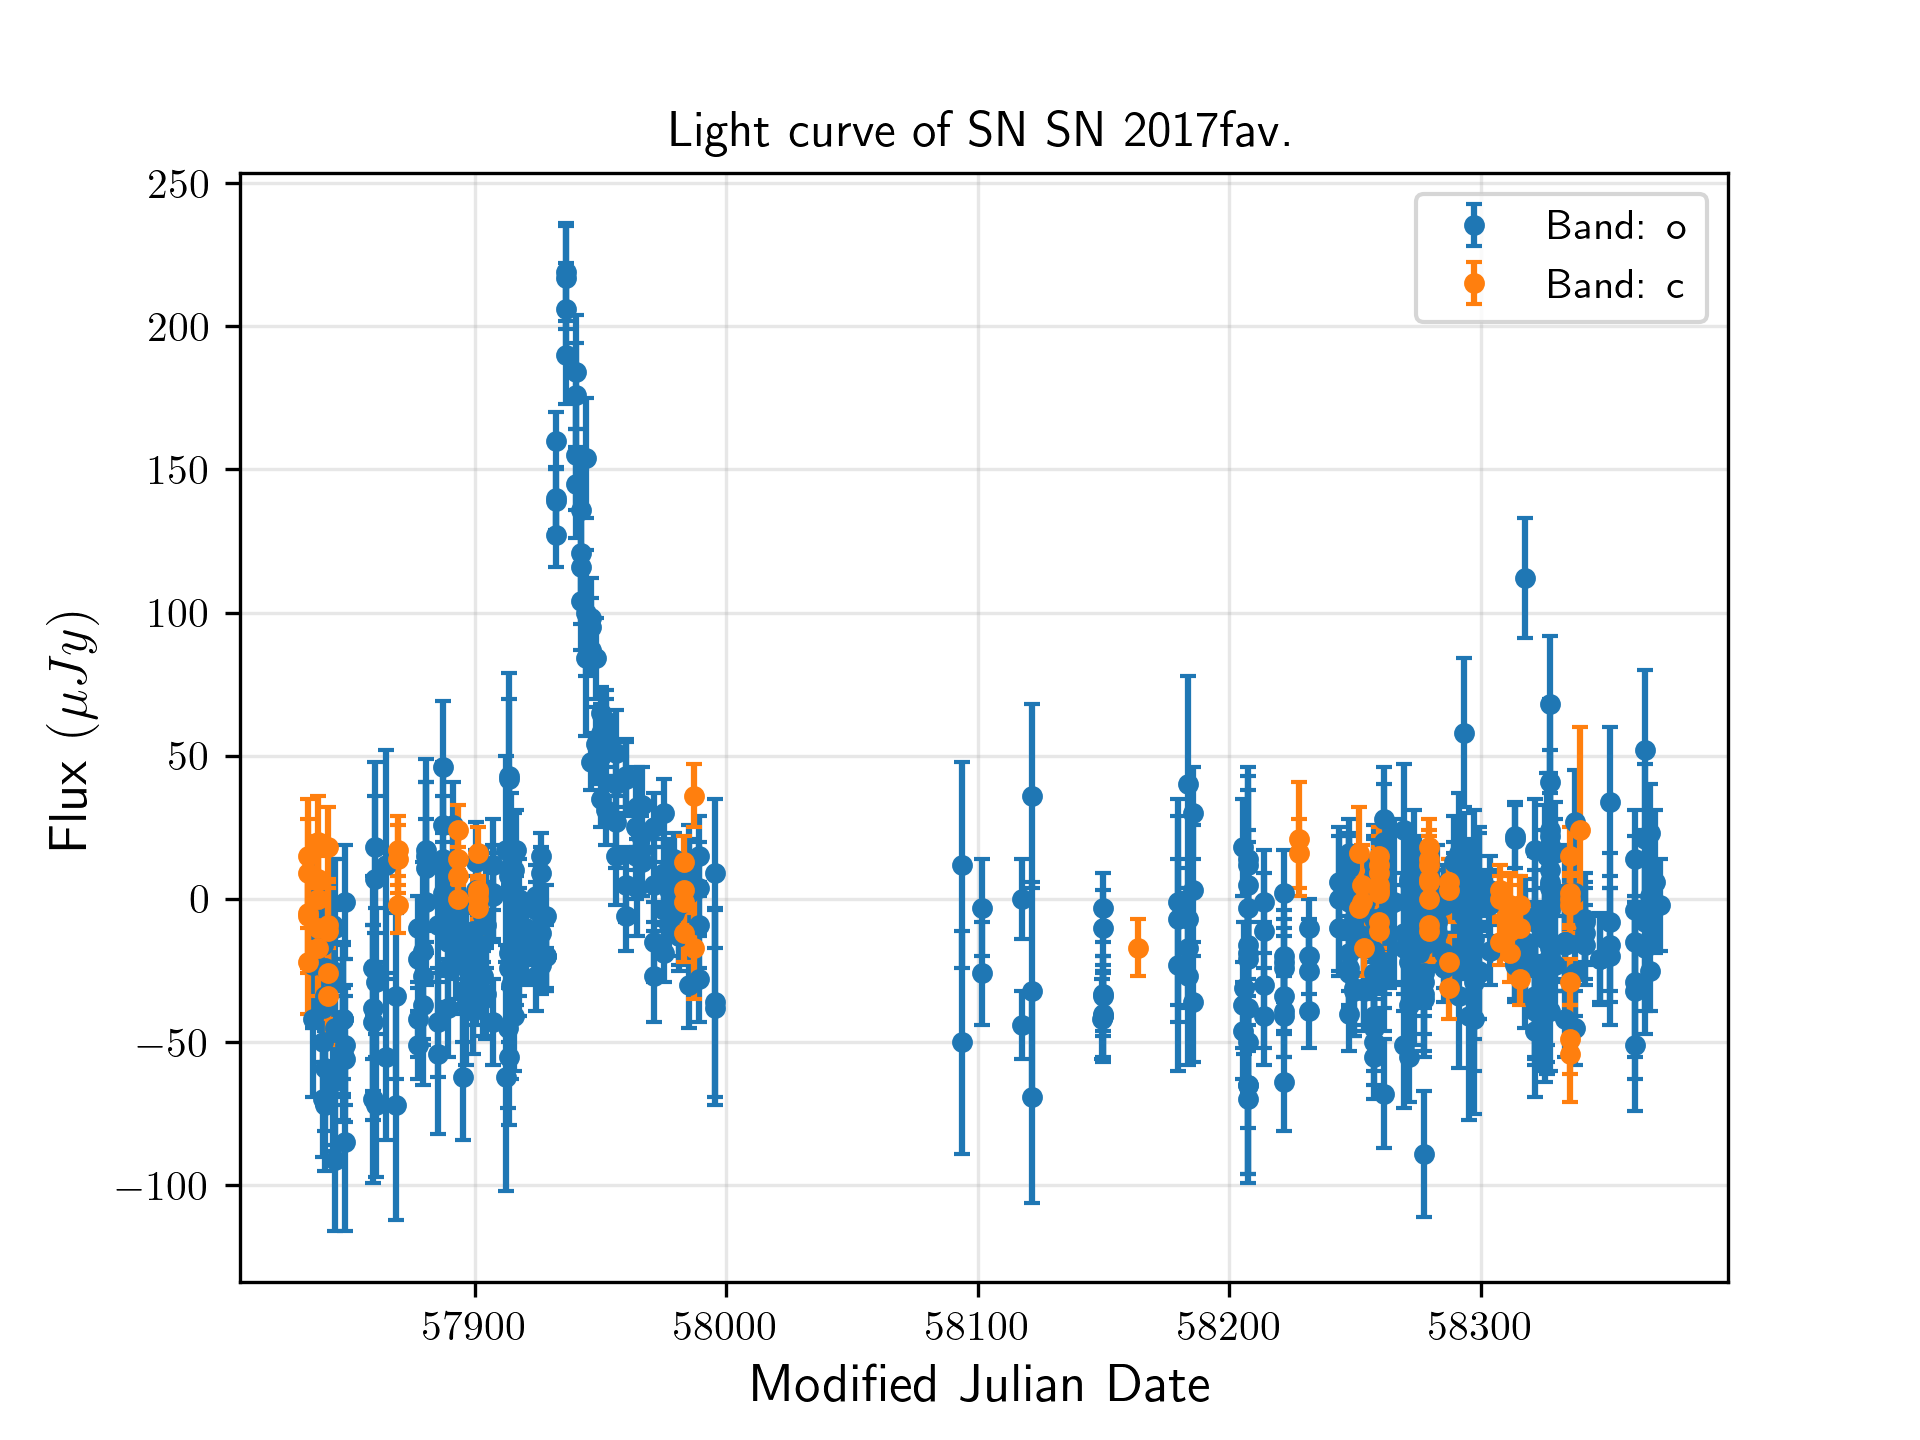 Light curve of SN SN 2017fav.
250
200
150
100
50
0
−50
−100
Flux (μJy)
Band: o
Band: c
57900 58000 58100 58200 58300
Modified Julian Date